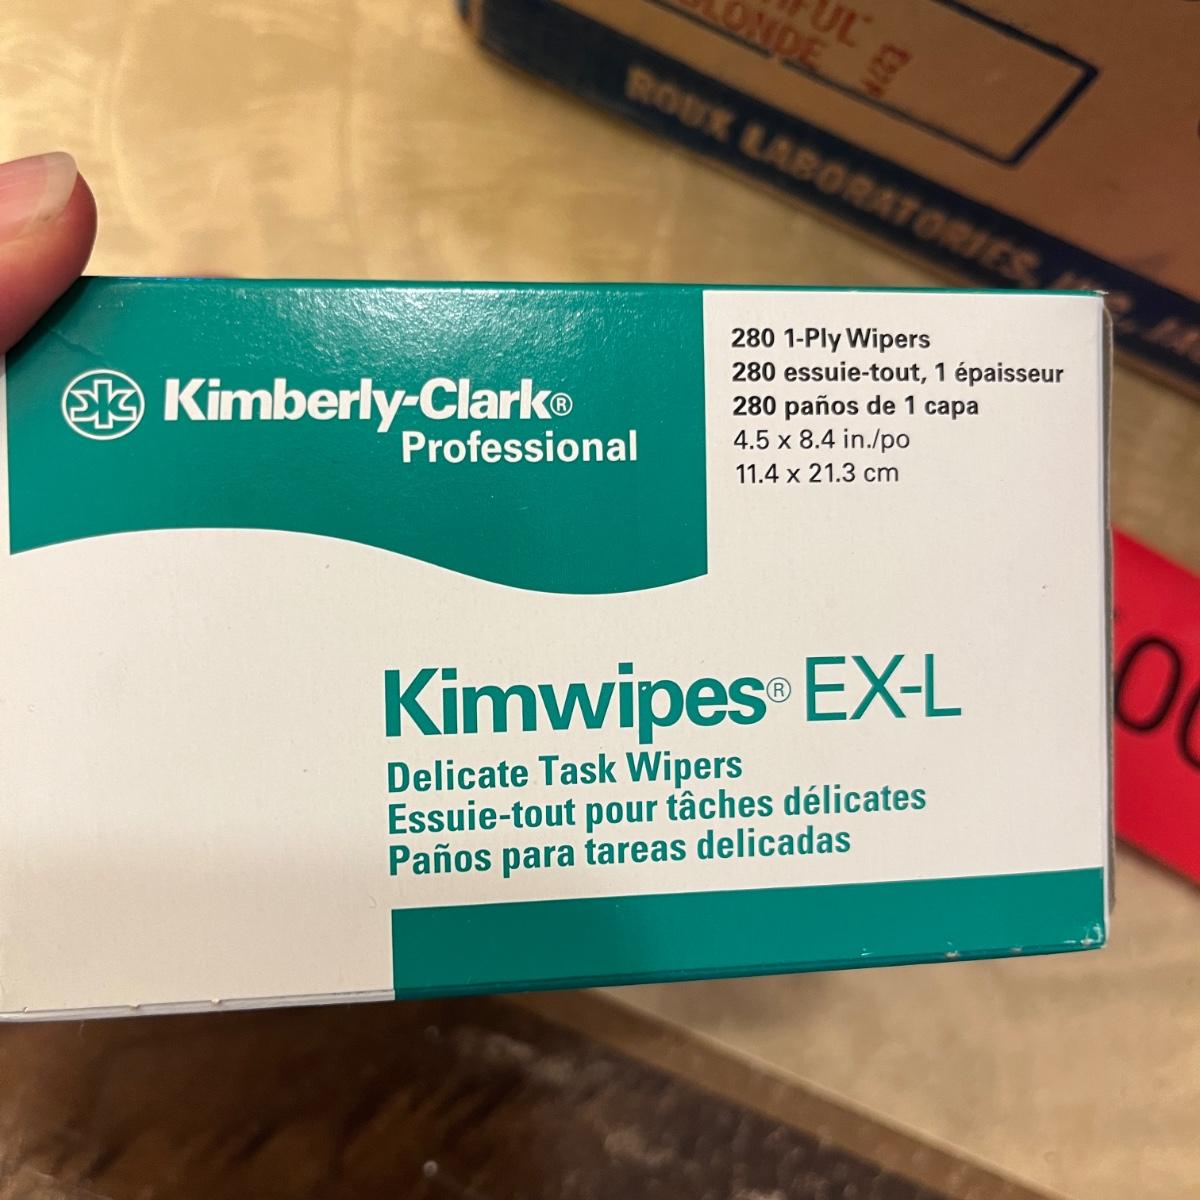 BLONDE
ROUX LABORATORIES,
Kimberly-Clark®
Professional
280 1-Ply Wipers
280 essuie-tout, 1 épaisseur
280 paños de 1 capa
4.5 x 8.4 in./po
11.4 x 21.3 cm
Kimwipes® EX-L
Delicate Task Wipers
Essuie-tout pour tâches délicates
Paños para tareas delicadas